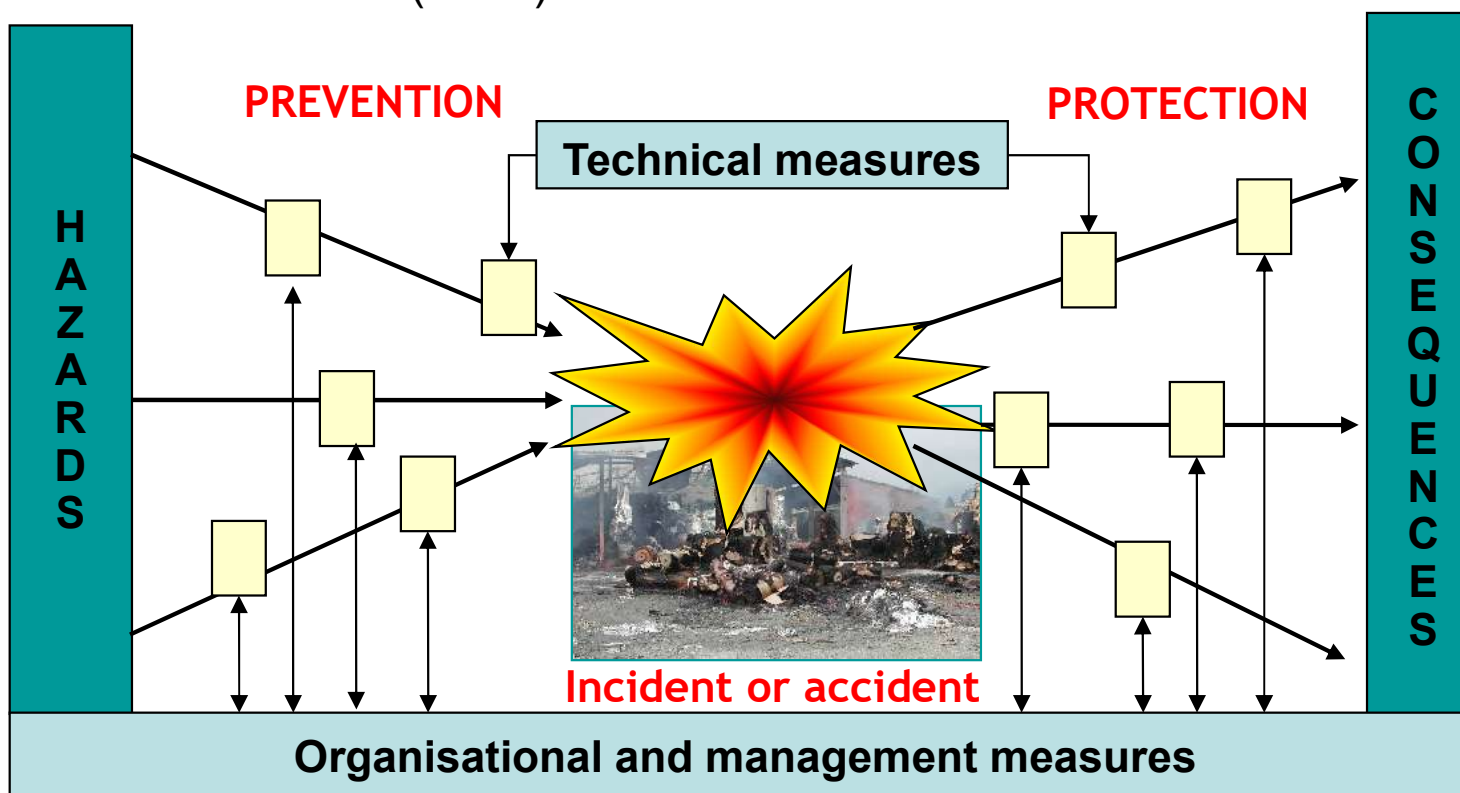 PREVENTION
PROTECTION
Technical measures
HAZARDS
CONSEQUENCES
Incident or accident
Organisational and management measures